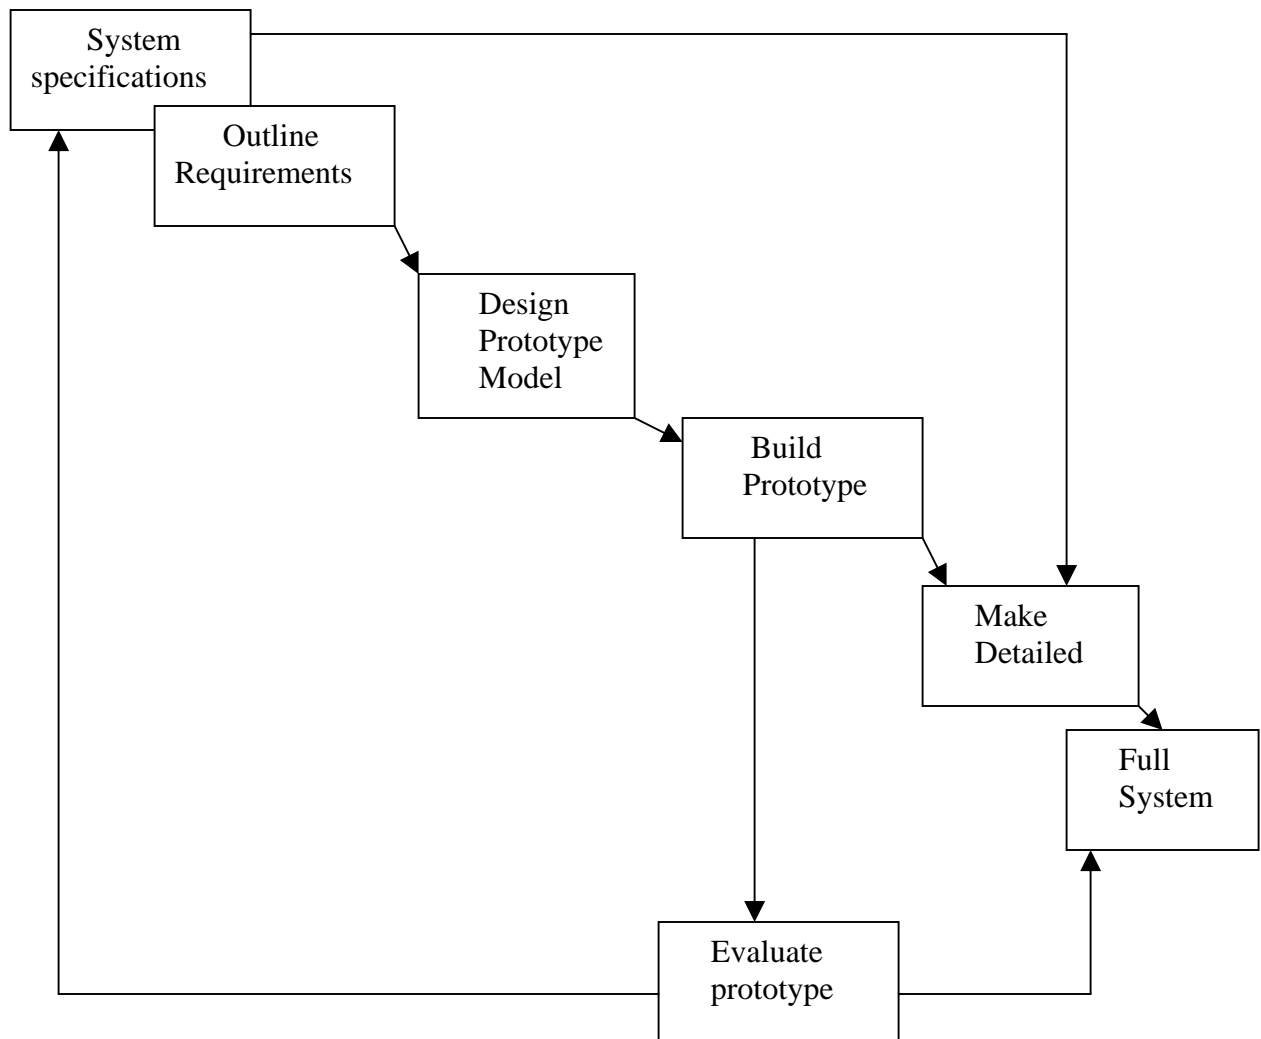 System
specifications
Outline
Requirements
Design
Prototype
Model
Build
Prototype
Make
Detailed
Full
System
Evaluate
prototype